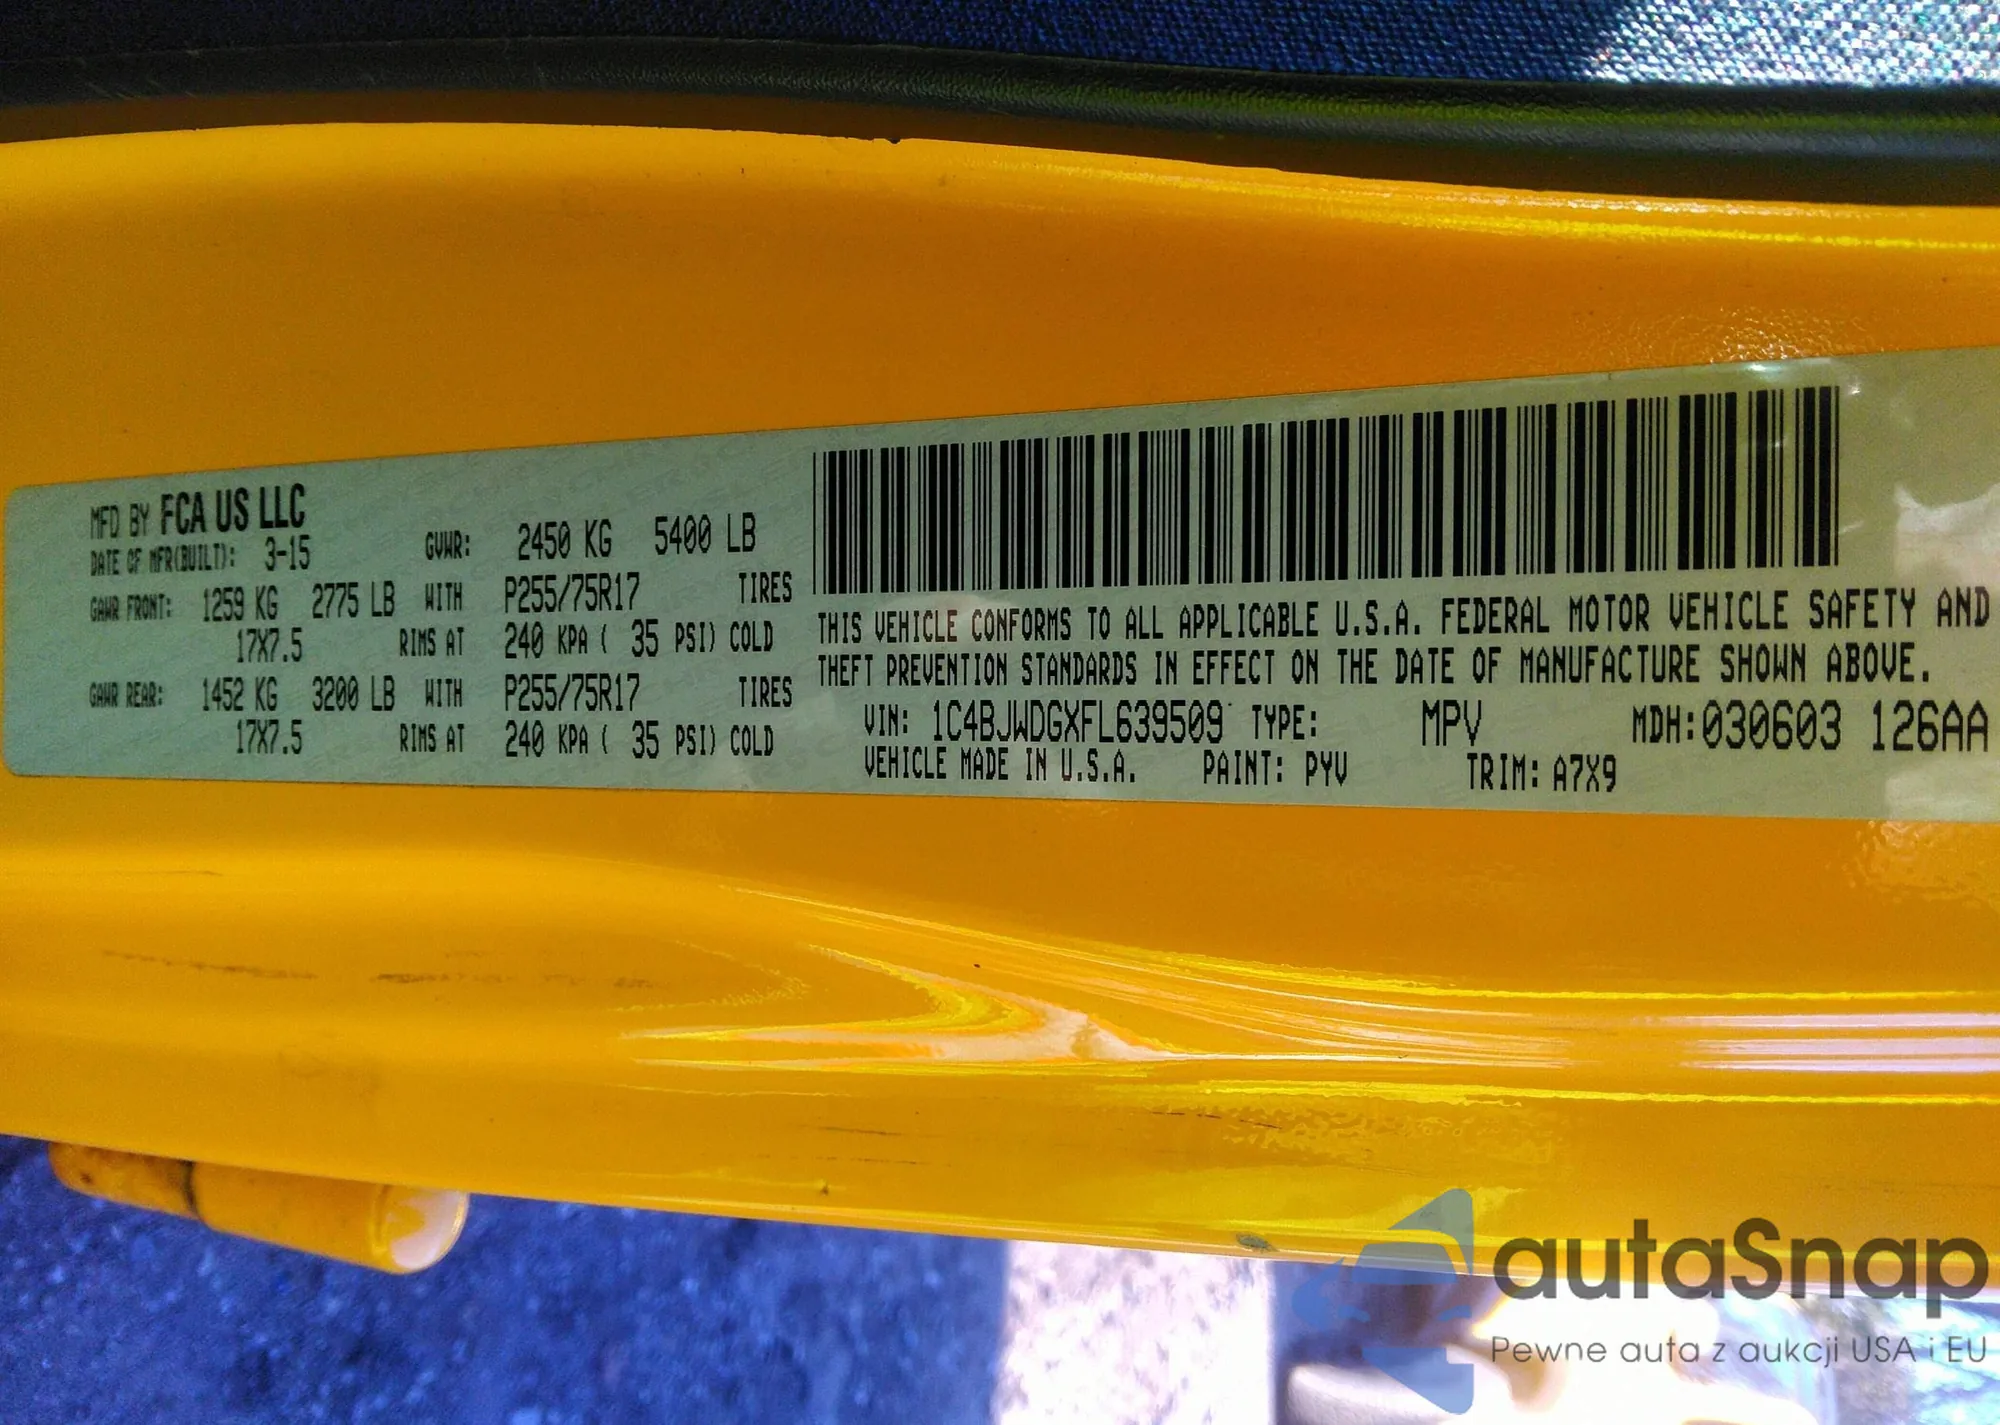 MFD BY FCA US LLC
DATE OF MFR(BUILT): 3-15 GVWR: 2450 KG 5400 LB
GAWR FRONT: 1259 KG 2775 LB WITH P255/75R17 TIRES
17X7.5 RIMS AT 240 KPA ( 35 PSI) COLD
GAWR REAR: 1452 KG 3200 LB WITH P255/75R17 TIRES
17X7.5 RIMS AT 240 KPA ( 35 PSI) COLD
THIS VEHICLE CONFORMS TO ALL APPLICABLE U.S.A. FEDERAL MOTOR VEHICLE SAFETY AND
THEFT PREVENTION STANDARDS IN EFFECT ON THE DATE OF MANUFACTURE SHOWN ABOVE.
VIN: 1C4BJWDGXFL639509 TYPE: MPV MDH:030603 126AA
VEHICLE MADE IN U.S.A. PAINT: PYV TRIM: A7X9
autaSnap
Pewne auta z aukcji USA i EU